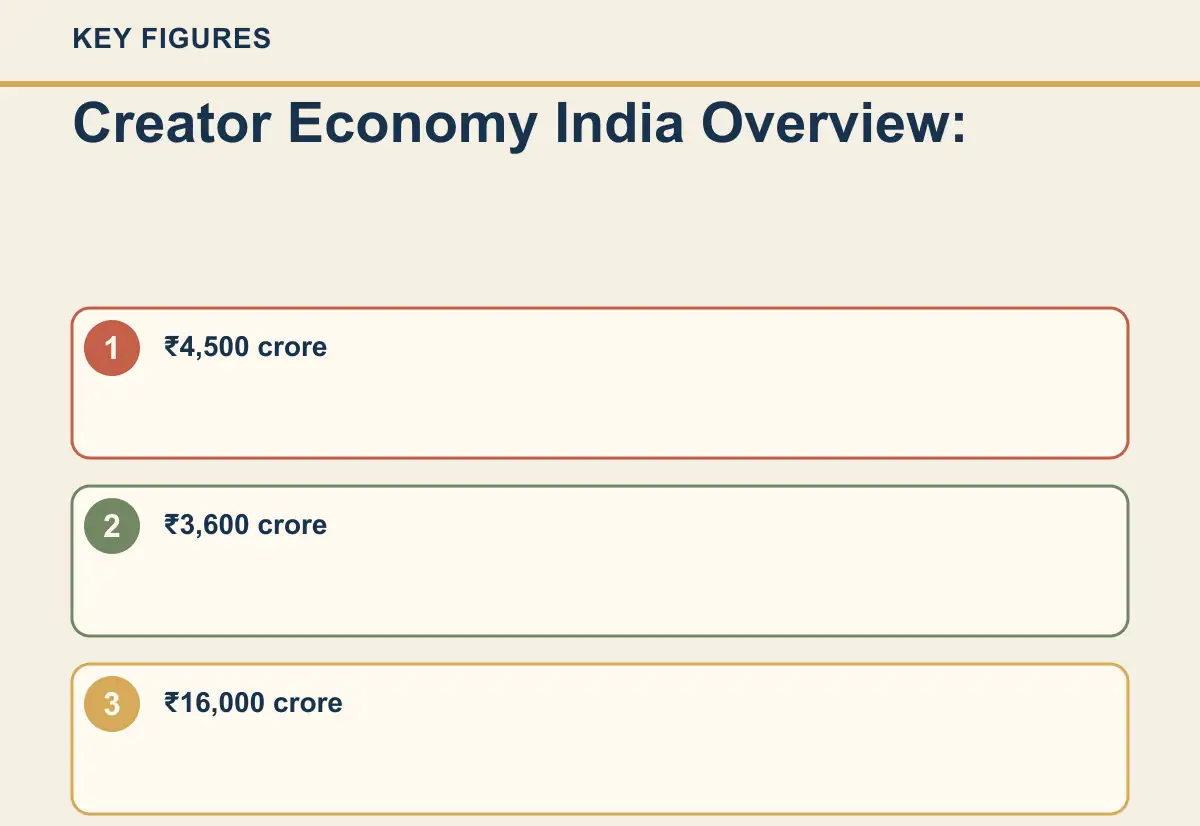 KEY FIGURES
Creator Economy India Overview:
1 ₹4,500 crore
2 ₹3,600 crore
3 ₹16,000 crore